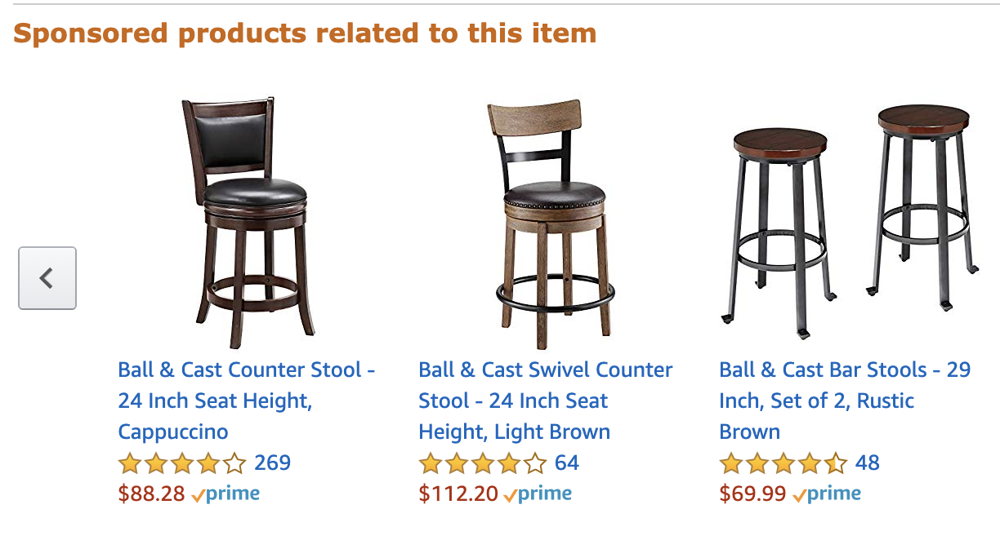 Sponsored products related to this item
Ball & Cast Counter Stool -
24 Inch Seat Height,
Cappuccino
269
$88.28 prime
Ball & Cast Swivel Counter
Stool - 24 Inch Seat
Height, Light Brown
64
$112.20 prime
Ball & Cast Bar Stools - 29
Inch, Set of 2, Rustic
Brown
48
$69.99 prime